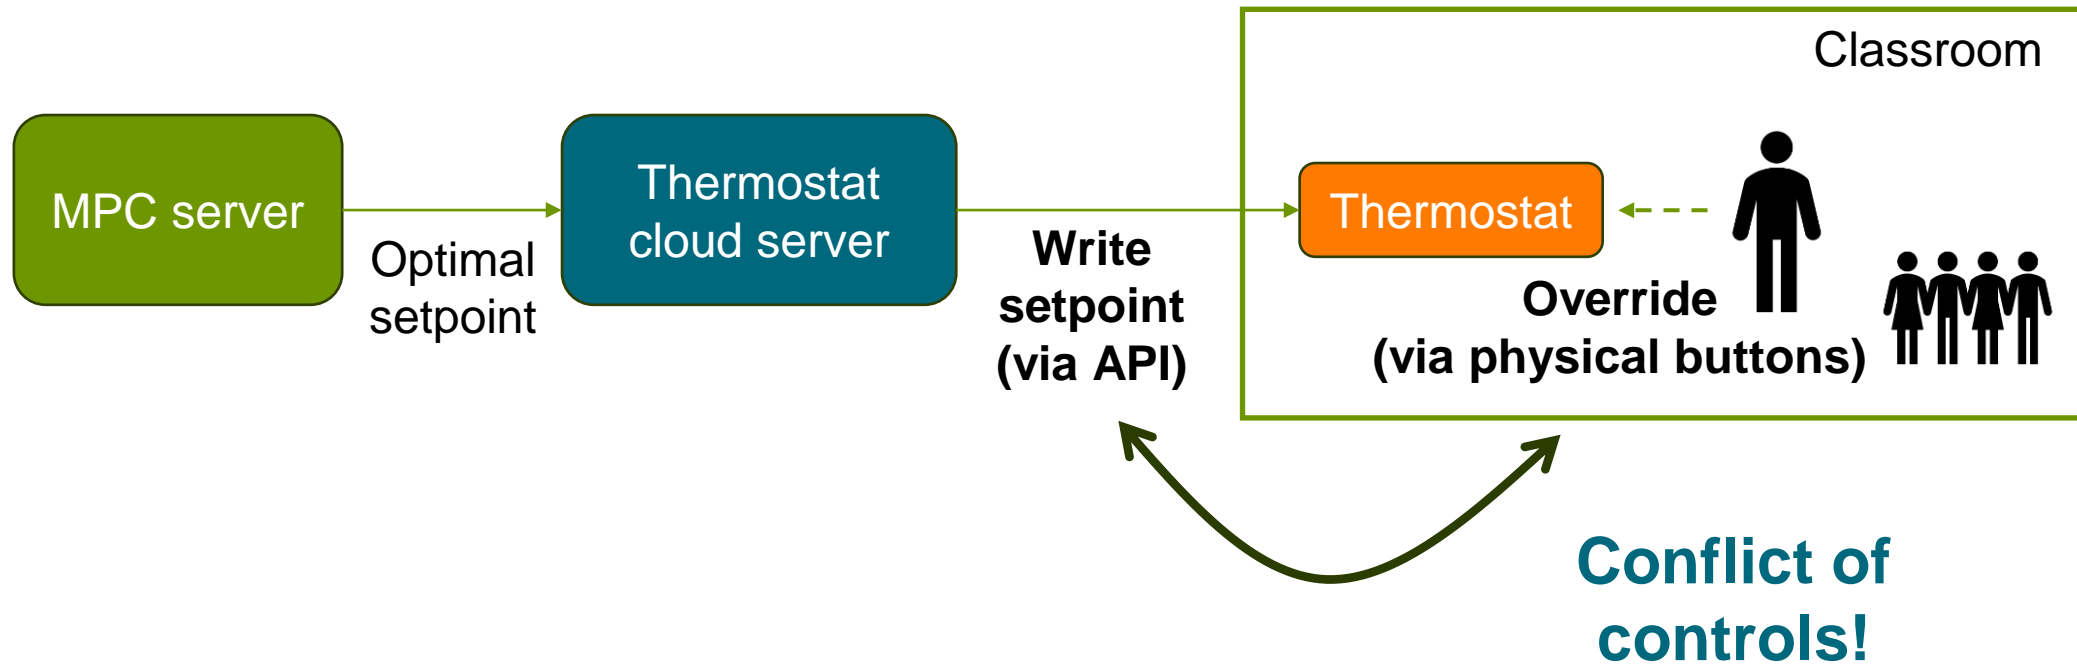 Classroom
MPC server
Optimal
setpoint
Thermostat
cloud server
Write
setpoint
(via API)
Thermostat
Override
(via physical buttons)
Conflict of
controls!